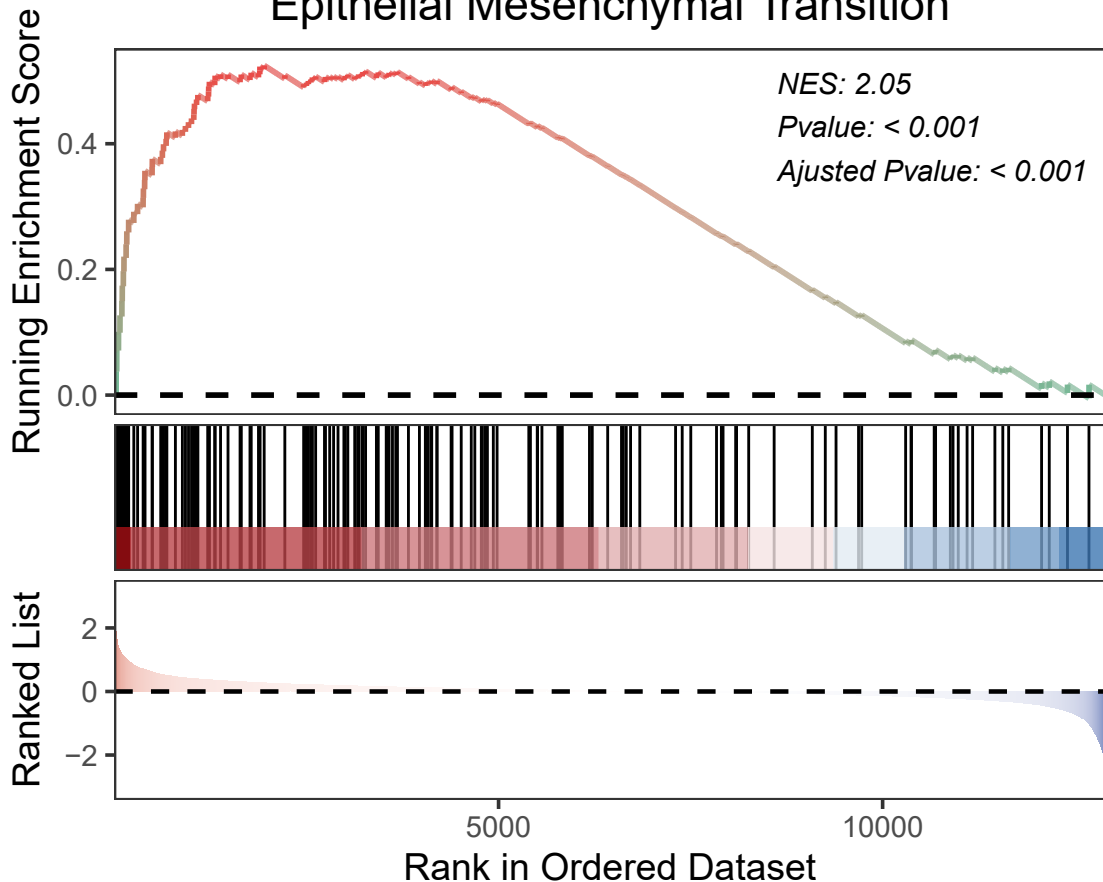 Epithelial Mesenchymal Transition
Running Enrichment Score
NES: 2.05
Pvalue: < 0.001
Ajusted Pvalue: < 0.001
0.4
0.2
0.0
Ranked List
2
0
−2
5000
10000
Rank in Ordered Dataset